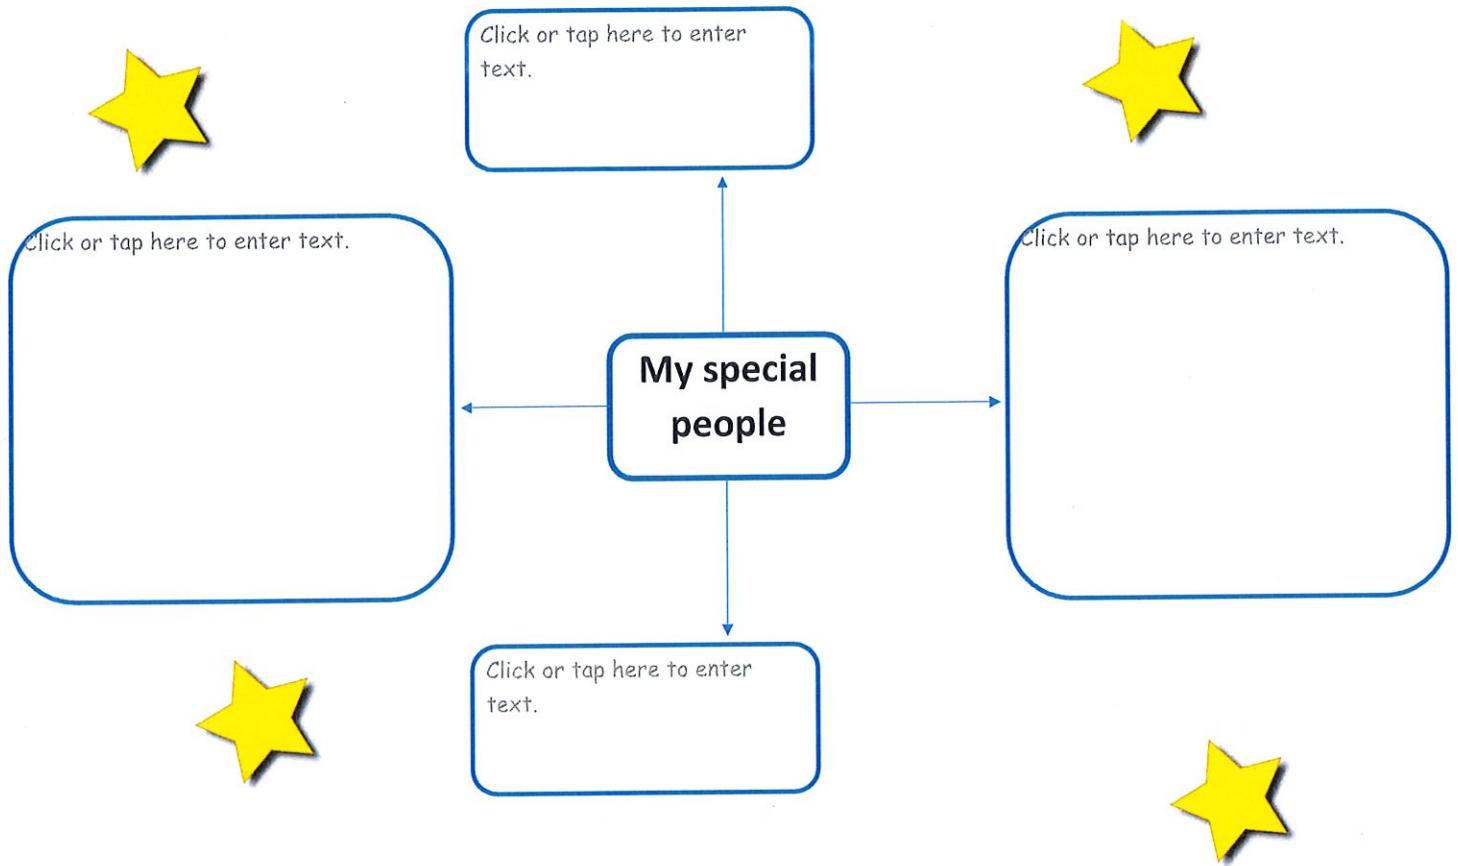 Click or tap here to enter
text.
Click or tap here to enter text.
Click or tap here to enter text.
My special
people
Click or tap here to enter
text.